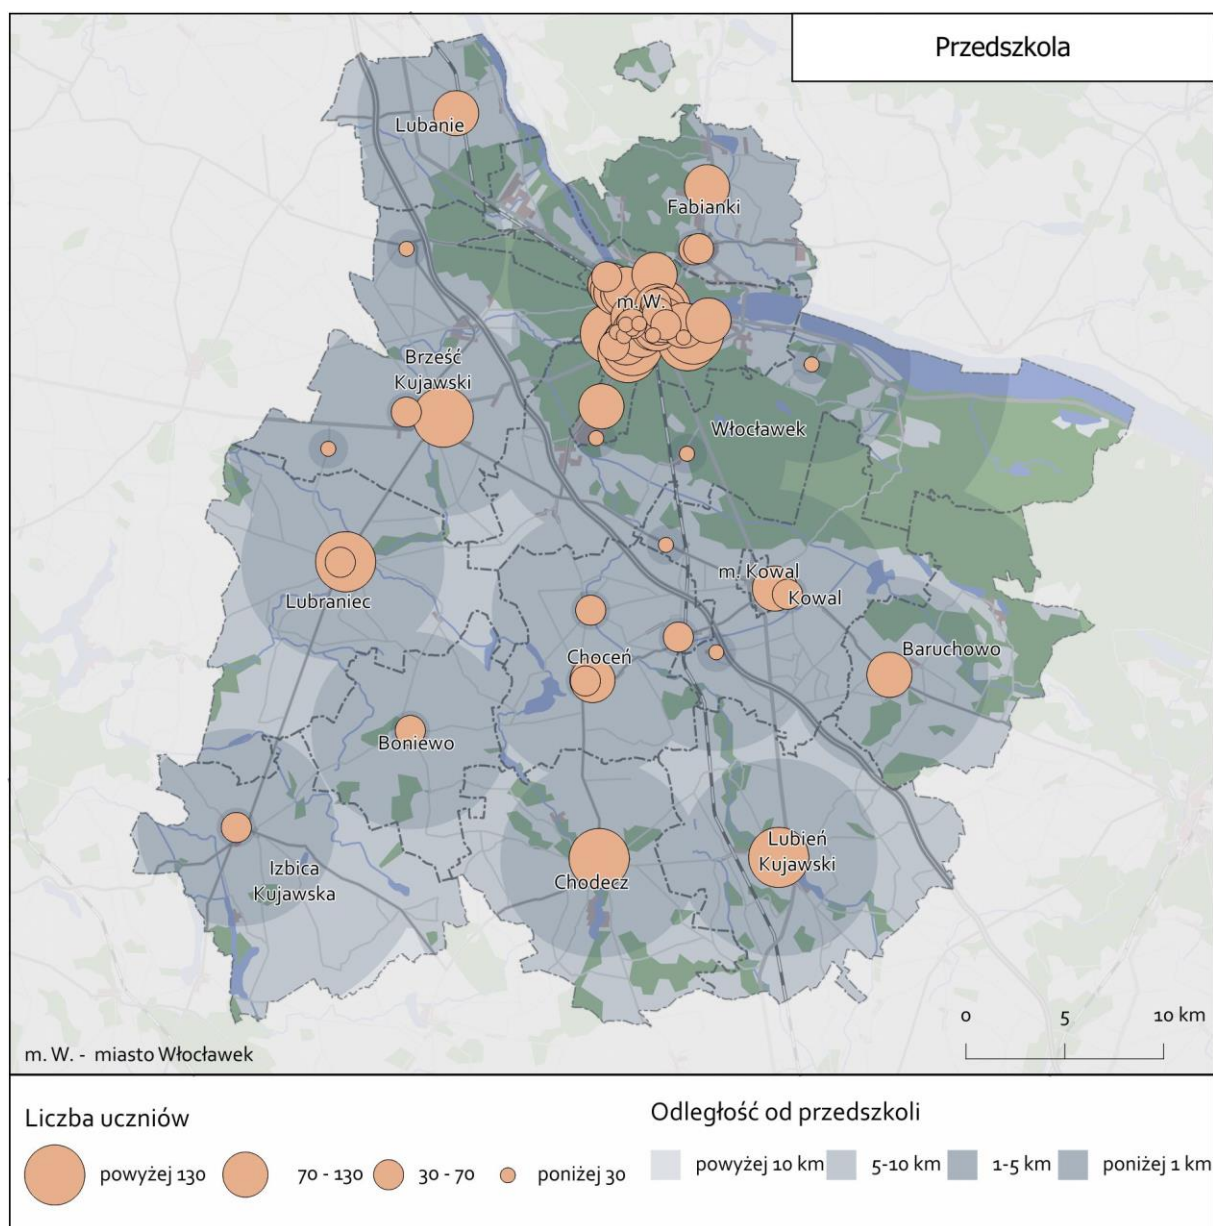 Przedszkola
Lubanie
Fabianki
m. W.
Brześć
Kujawski
Włocławek
m. Kowal
Kowal
Lubraniec
Choceń
Baruchowo
Boniewo
Lubień
Kujawski
Izbica
Kujawska
Chodecz
0 5 10 km
m. W. - miasto Włocławek
Liczba uczniów
powyżej 130
70 - 130
30 - 70
poniżej 30
Odległość od przedszkoli
powyżej 10 km
5-10 km
1-5 km
poniżej 1 km